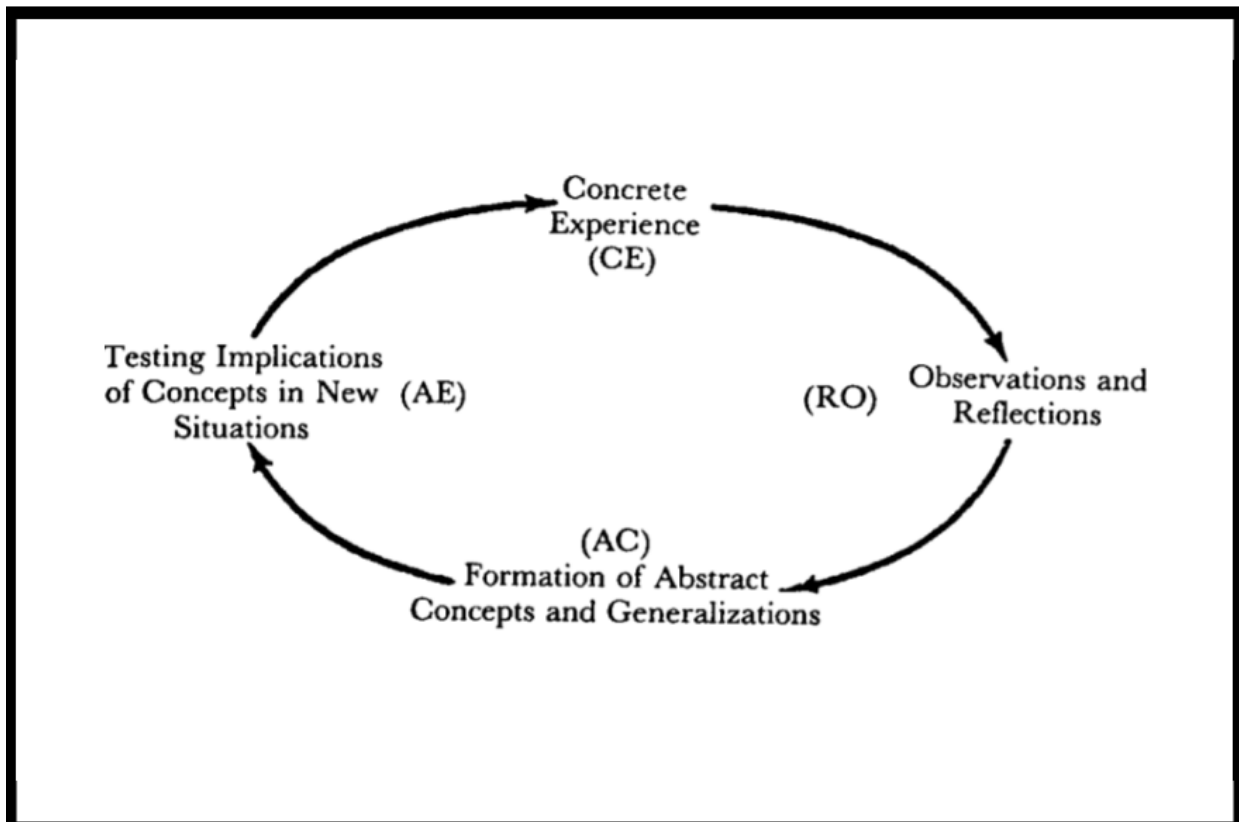 Concrete
Experience
(CE)
Testing Implications
of Concepts in New (AE)
Situations
(RO) Observations and
Reflections
(AC)
Formation of Abstract
Concepts and Generalizations